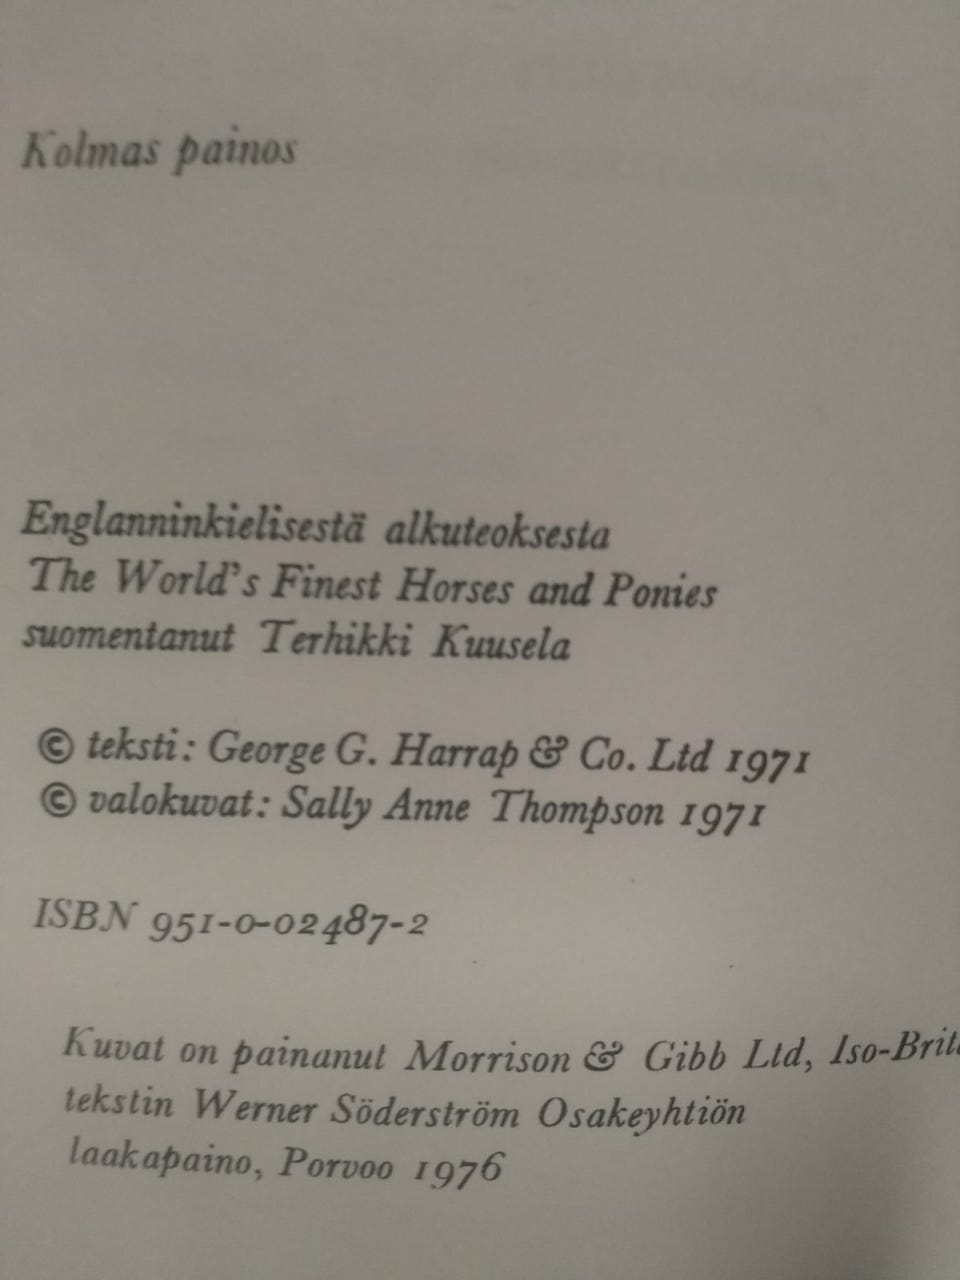 Kolmas painos
Englanninkielisestä alkuteoksesta
The World's Finest Horses and Ponies
suomentanut Terhikki Kuusela
© teksti: George G. Harrap & Co. Ltd 1971
© valokuvat: Sally Anne Thompson 1971
ISBN 951-0-02487-2
Kuvat on painanut Morrison & Gibb Ltd,
tekstin Werner Söderström Osakeyhtiön
laakapaino, Porvoo 1976